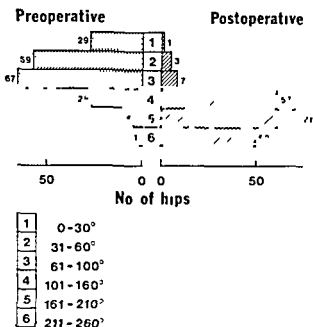 Preoperative Postoperative
29 1 1
59 2 3
67 3 7
4
5
6
50 0 0 50
No of hips
1 0-30°
2 31-60°
3 61-100°
4 101-160°
5 161-210°
6 211-260°